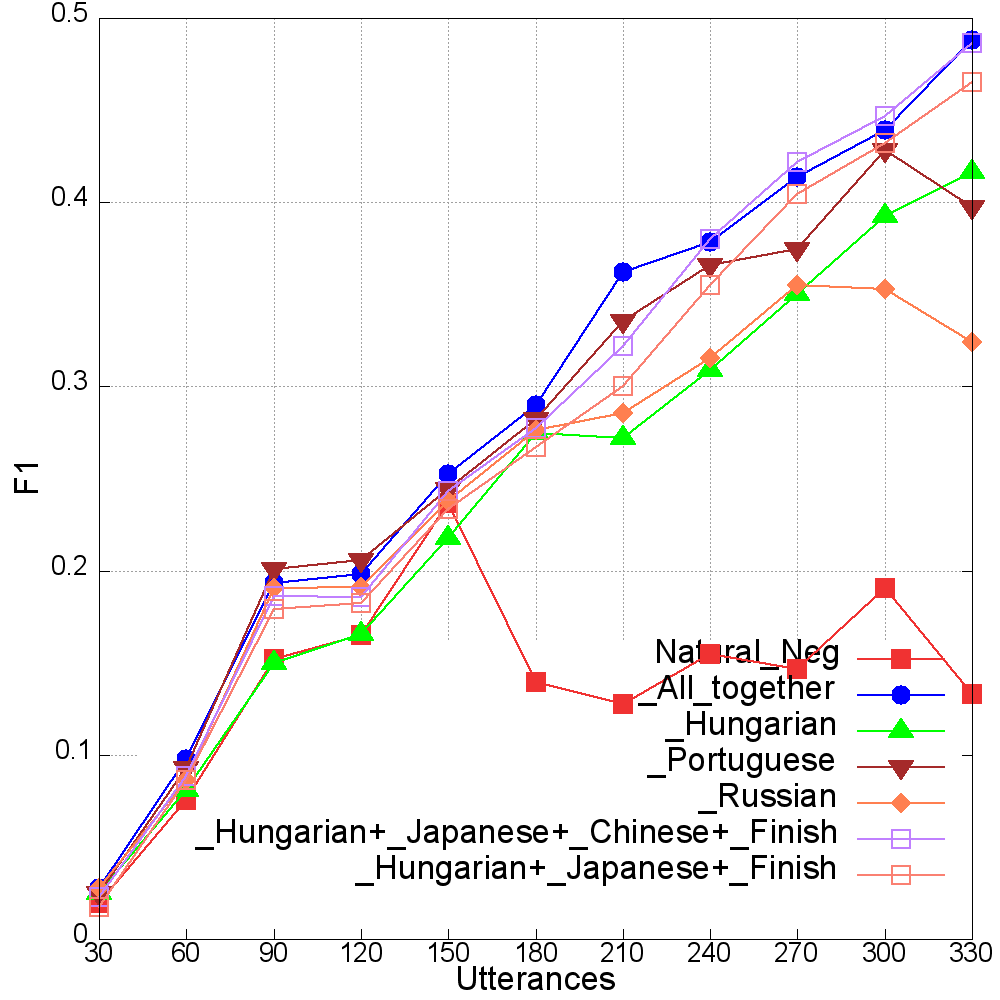 0.5
0.4
0.3
0.2
0.1
0
F1
Natural_Neg
_All_together
_Hungarian
_Portuguese
_Russian
_Hungarian+_Japanese+_Chinese+_Finish
_Hungarian+_Japanese+_Finish
30 60 90 120 150 180 210 240 270 300 330
Utterances